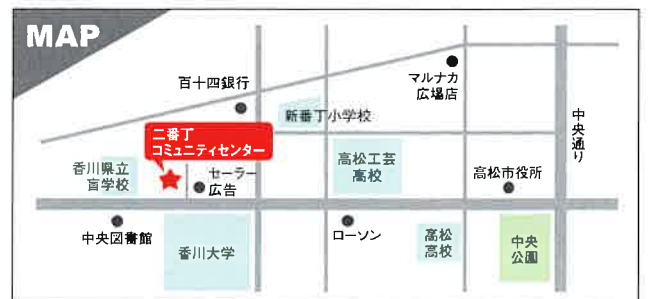 MAP
百十四銀行
マルナカ
広場店
新番丁小学校
中央通り
二番丁
コミュニティセンター
香川県立
盲学校
セーラー
広告
高松工芸
高校
高松市役所
中央図書館
香川大学
ローソン
高松
高校
中央
公園